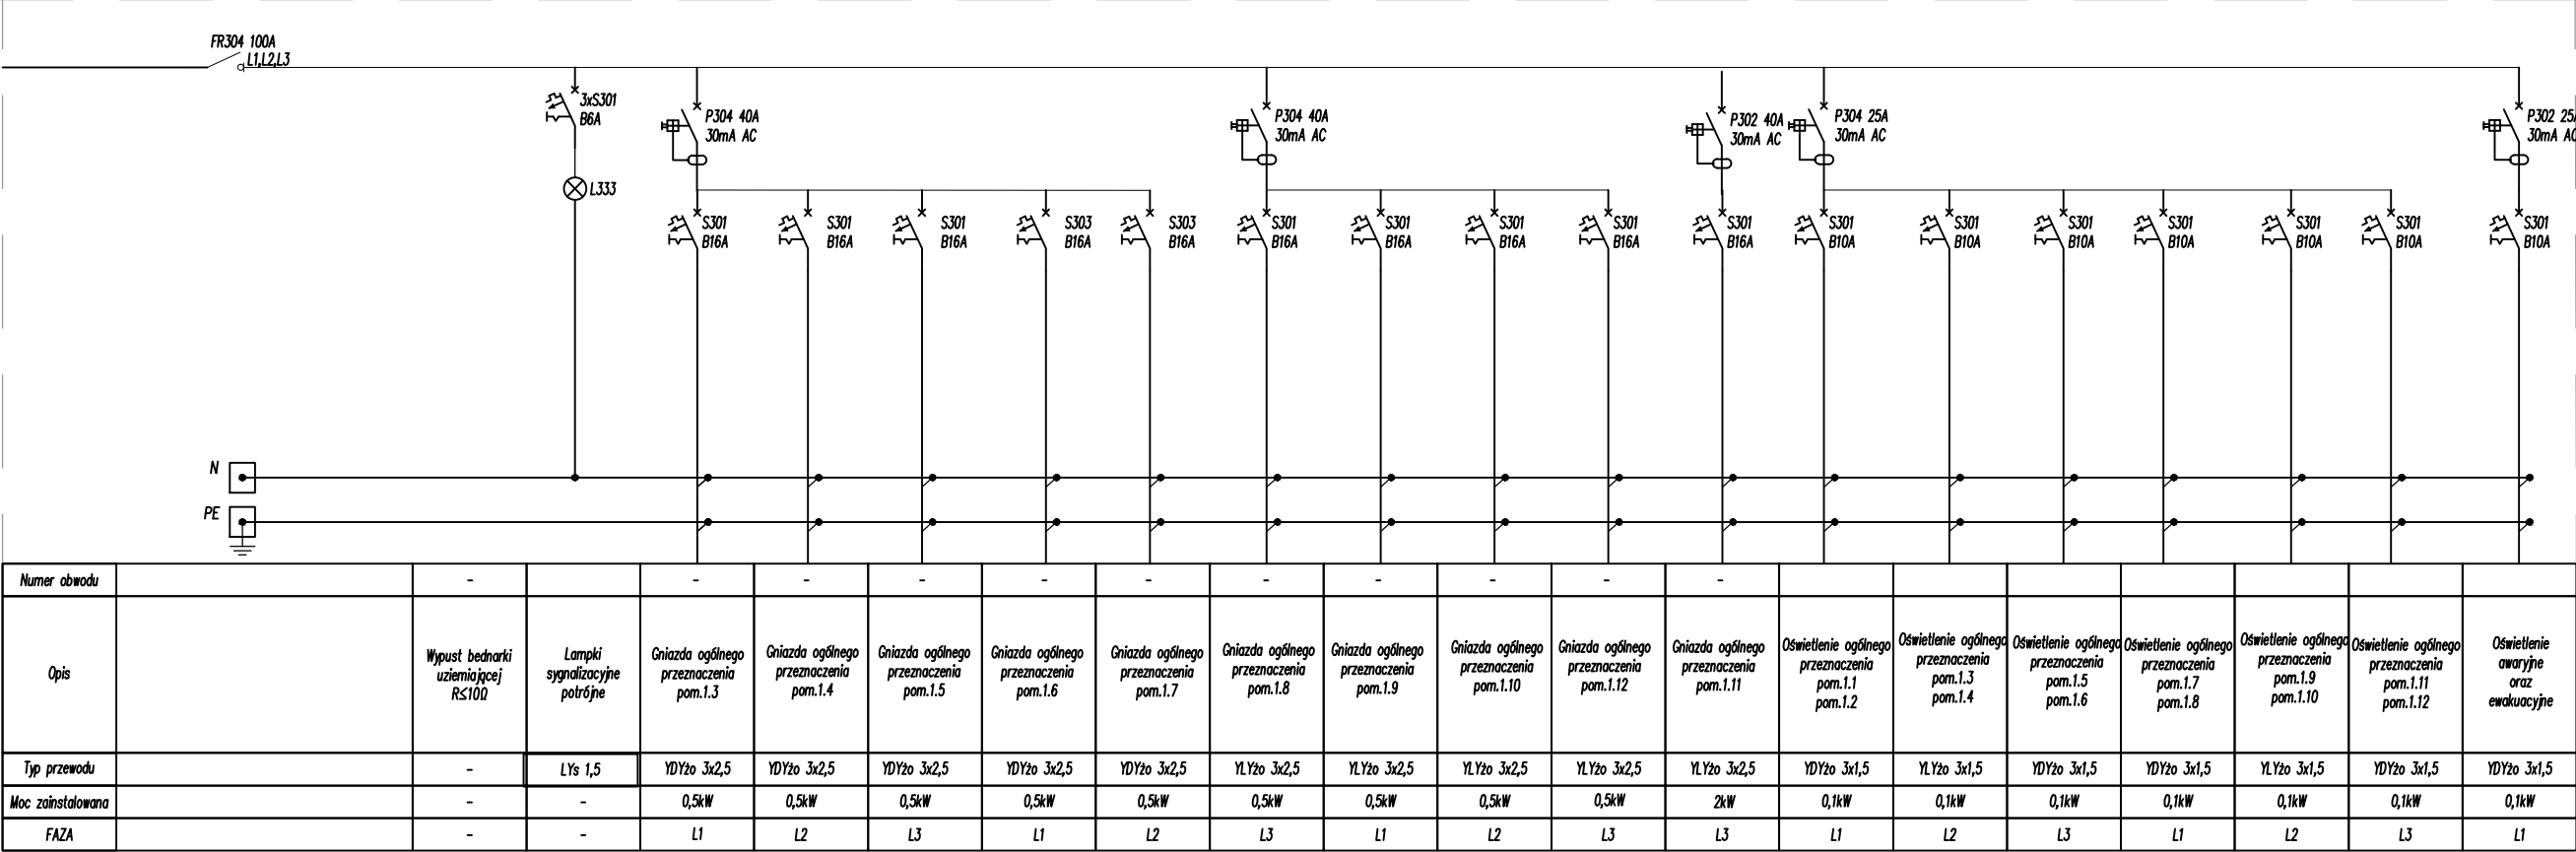 FR304 100A
L1,L2,L3
3xS301
B6A
L333
P304 40A
30mA AC
P304 40A
30mA AC
P302 40A
30mA AC
P304 25A
30mA AC
P302 25A
30mA AC
S301
B16A
S301
B16A
S301
B16A
S303
B16A
S303
B16A
S301
B16A
S301
B16A
S301
B16A
S301
B16A
S301
B16A
S301
B10A
S301
B10A
S301
B10A
S301
B10A
S301
B10A
S301
B10A
S301
B10A
N
PE
Numer obwodu - - - - - - - - - - -
Opis
Wypust bednarki
uziemiającej
R≤10Ω
Lampki
sygnalizacyjne
potrójne
Gniazda ogólnego
przeznaczenia
pom.1.3
Gniazda ogólnego
przeznaczenia
pom.1.4
Gniazda ogólnego
przeznaczenia
pom.1.5
Gniazda ogólnego
przeznaczenia
pom.1.6
Gniazda ogólnego
przeznaczenia
pom.1.7
Gniazda ogólnego
przeznaczenia
pom.1.8
Gniazda ogólnego
przeznaczenia
pom.1.9
Gniazda ogólnego
przeznaczenia
pom.1.10
Gniazda ogólnego
przeznaczenia
pom.1.12
Gniazda ogólnego
przeznaczenia
pom.1.11
Oświetlenie ogólnego
przeznaczenia
pom.1.1
pom.1.2
Oświetlenie ogólnego
przeznaczenia
pom.1.3
pom.1.4
Oświetlenie ogólnego
przeznaczenia
pom.1.5
pom.1.6
Oświetlenie ogólnego
przeznaczenia
pom.1.7
pom.1.8
Oświetlenie ogólnego
przeznaczenia
pom.1.9
pom.1.10
Oświetlenie ogólnego
przeznaczenia
pom.1.11
pom.1.12
Oświetlenie
awaryjne
oraz
ewakuacyjne
Typ przewodu - LYs 1,5 YDYżo 3x2,5 YDYżo 3x2,5 YDYżo 3x2,5 YDYżo 3x2,5 YDYżo 3x2,5 YLYżo 3x2,5 YLYżo 3x2,5 YLYżo 3x2,5 YLYżo 3x2,5 YLYżo 3x2,5 YDYżo 3x1,5 YLYżo 3x1,5 YDYżo 3x1,5 YDYżo 3x1,5 YLYżo 3x1,5 YDYżo 3x1,5 YDYżo 3x1,5
Moc zainstalowana - - 0,5kW 0,5kW 0,5kW 0,5kW 0,5kW 0,5kW 0,5kW 0,5kW 0,5kW 2kW 0,1kW 0,1kW 0,1kW 0,1kW 0,1kW 0,1kW 0,1kW
FAZA - - L1 L2 L3 L1 L2 L3 L1 L2 L3 L3 L1 L2 L3 L1 L2 L3 L1